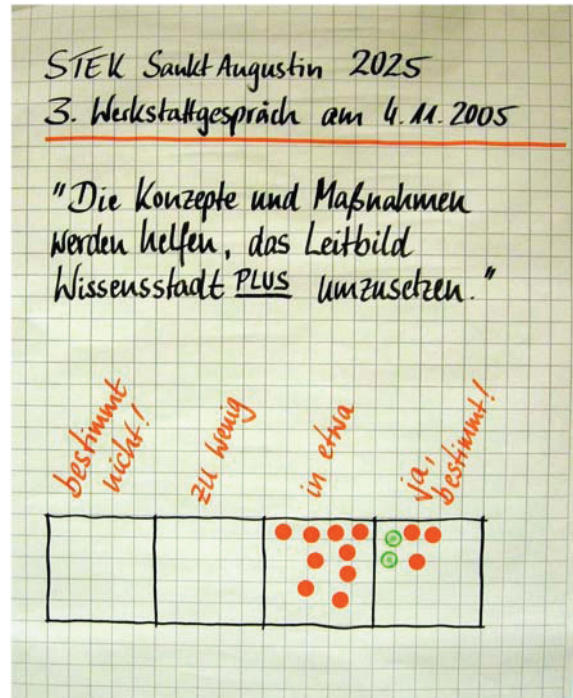 STEK Sankt Augustin 2025
3. Werkstattgespräch am 4.11.2005
"Die Konzepte und Maßnahmen
werden helfen, das Leitbild
Wissensstadt PLUS umzusetzen."
bestimmt
nicht!
zu wenig
in etwa
ja,
bestimmt!